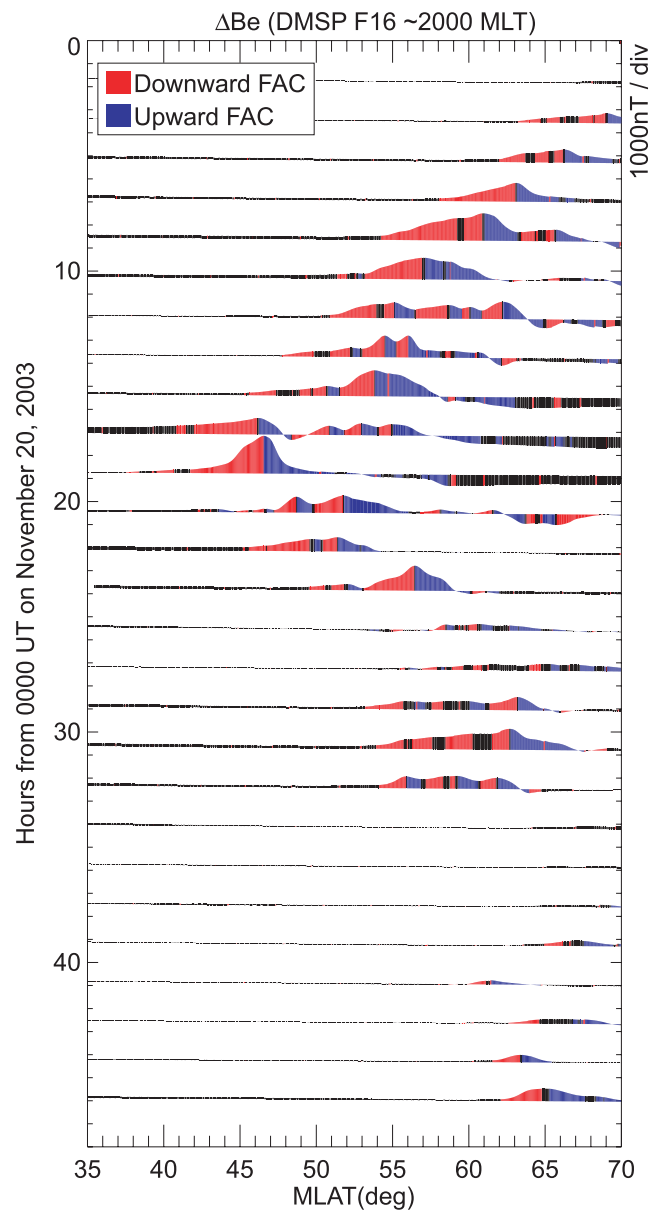 ΔBe (DMSP F16 ~2000 MLT)
0
10
20
30
40
Hours from 0000 UT on November 20, 2003
Downward FAC
Upward FAC
1000nT / div
35 40 45 50 55 60 65 70
MLAT(deg)